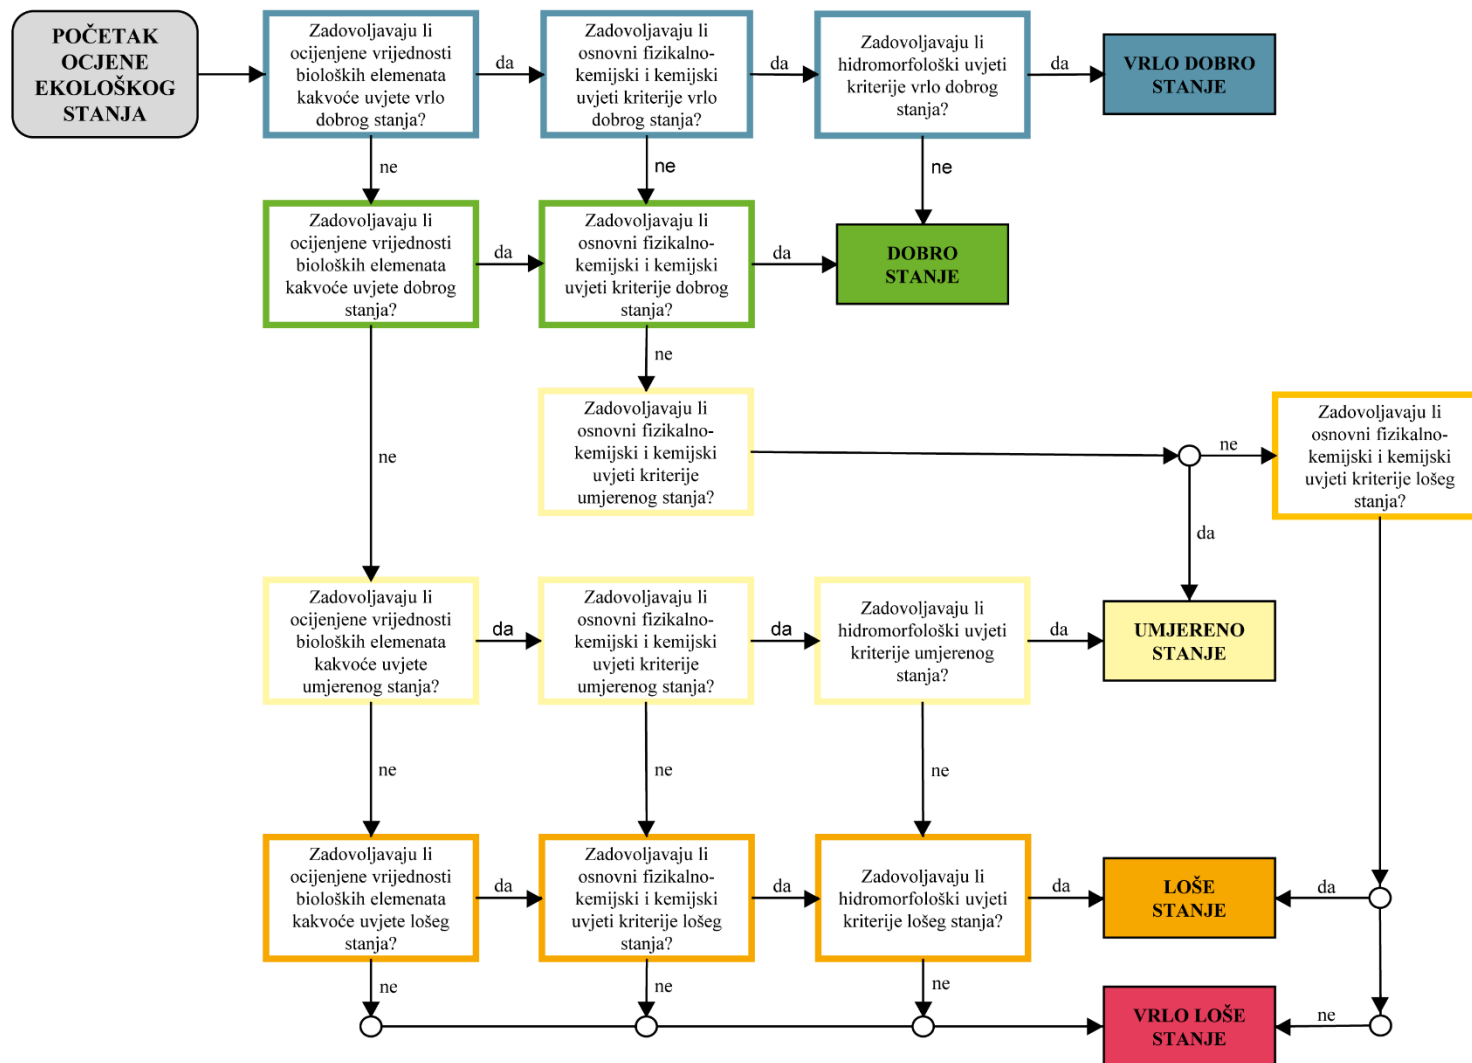 POČETAK
OCJENE
EKOLOŠKOG
STANJA
Zadovoljavaju li
ocijenjene vrijednosti
bioloških elemenata
kakvoće uvjete vrlo
dobrog stanja?
da
Zadovoljavaju li
osnovni fizikalno-
kemijski i kemijski
uvjeti kriterije vrlo
dobrog stanja?
da
Zadovoljavaju li
hidromorfološki uvjeti
kriterije vrlo dobrog
stanja?
da
VRLO DOBRO
STANJE
ne
ne
ne
Zadovoljavaju li
ocijenjene vrijednosti
bioloških elemenata
kakvoće uvjete dobrog
stanja?
da
Zadovoljavaju li
osnovni fizikalno-
kemijski i kemijski
uvjeti kriterije dobrog
stanja?
da
DOBRO
STANJE
ne
ne
Zadovoljavaju li
osnovni fizikalno-
kemijski i kemijski
uvjeti kriterije
umjerenog stanja?
ne
Zadovoljavaju li
osnovni fizikalno-
kemijski i kemijski
uvjeti kriterije lošeg
stanja?
da
Zadovoljavaju li
ocijenjene vrijednosti
bioloških elemenata
kakvoće uvjete
umjerenog stanja?
da
Zadovoljavaju li
osnovni fizikalno-
kemijski i kemijski
uvjeti kriterije
umjerenog stanja?
da
Zadovoljavaju li
hidromorfološki uvjeti
kriterije umjerenog
stanja?
da
UMJERENO
STANJE
ne
ne
ne
Zadovoljavaju li
ocijenjene vrijednosti
bioloških elemenata
kakvoće uvjete lošeg
stanja?
da
Zadovoljavaju li
osnovni fizikalno-
kemijski i kemijski
uvjeti kriterije lošeg
stanja?
da
Zadovoljavaju li
hidromorfološki uvjeti
kriterije lošeg stanja?
da
LOŠE
STANJE
da
ne
ne
ne
VRLO LOŠE
STANJE
ne